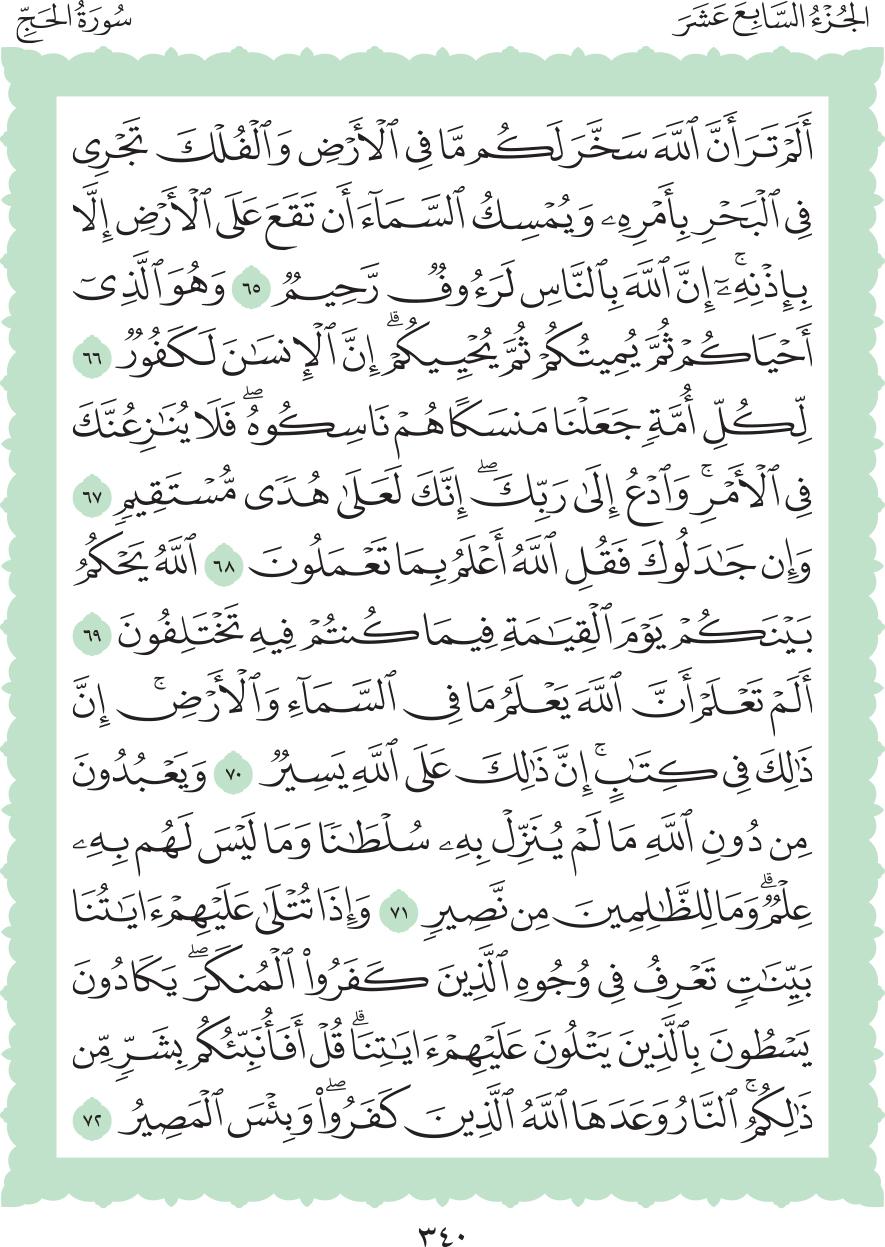 الجُزْءُ السَّابِعَ عَشَرَ
سُورَةُ الحَجِّ
أَلَمْ تَرَ أَنَّ ٱللَّهَ سَخَّرَ لَكُم مَّا فِى ٱلْأَرْضِ وَٱلْفُلْكَ تَجْرِى
فِى ٱلْبَحْرِ بِأَمْرِهِۦ وَيُمْسِكُ ٱلسَّمَآءَ أَن تَقَعَ عَلَى ٱلْأَرْضِ إِلَّا
بِإِذْنِهِۦٓ ۚ إِنَّ ٱللَّهَ بِٱلنَّاسِ لَرَءُوفٌ رَّحِيمٌ ٦٥ وَهُوَ ٱلَّذِىٓ
أَحْيَاكُمْ ثُمَّ يُمِيتُكُمْ ثُمَّ يُحْيِيكُمْ ۗ إِنَّ ٱلْإِنسَـٰنَ لَكَفُورٌ ٦٦
لِّكُلِّ أُمَّةٍ جَعَلْنَا مَنسَكًا هُمْ نَاسِكُوهُ ۖ فَلَا يُنَـٰزِعُنَّكَ
فِى ٱلْأَمْرِ ۚ وَٱدْعُ إِلَىٰ رَبِّكَ ۖ إِنَّكَ لَعَلَىٰ هُدًى مُّسْتَقِيمٍ ٦٧
وَإِن جَـٰدَلُوكَ فَقُلِ ٱللَّهُ أَعْلَمُ بِمَا تَعْمَلُونَ ٦٨ ٱللَّهُ يَحْكُمُ
بَيْنَكُمْ يَوْمَ ٱلْقِيَـٰمَةِ فِيمَا كُنتُمْ فِيهِ تَخْتَلِفُونَ ٦٩
أَلَمْ تَعْلَمْ أَنَّ ٱللَّهَ يَعْلَمُ مَا فِى ٱلسَّمَآءِ وَٱلْأَرْضِ ۚ إِنَّ
ذَٰلِكَ فِى كِتَـٰبٍ ۚ إِنَّ ذَٰلِكَ عَلَى ٱللَّهِ يَسِيرٌ ٧٠ وَيَعْبُدُونَ
مِن دُونِ ٱللَّهِ مَا لَمْ يُنَزِّلْ بِهِۦ سُلْطَـٰنًا وَمَا لَيْسَ لَهُم بِهِۦ
عِلْمٌ ۗ وَمَا لِلظَّـٰلِمِينَ مِن نَّصِيرٍ ٧١ وَإِذَا تُتْلَىٰ عَلَيْهِمْ ءَايَـٰتُنَا
بَيِّنَـٰتٍ تَعْرِفُ فِى وُجُوهِ ٱلَّذِينَ كَفَرُوا۟ ٱلْمُنكَرَ ۖ يَكَادُونَ
يَسْطُونَ بِٱلَّذِينَ يَتْلُونَ عَلَيْهِمْ ءَايَـٰتِنَا ۗ قُلْ أَفَأُنَبِّئُكُم بِشَرٍّ مِّن
ذَٰلِكُمُ ۚ ٱلنَّارُ وَعَدَهَا ٱللَّهُ ٱلَّذِينَ كَفَرُوا۟ ۖ وَبِئْسَ ٱلْمَصِيرُ ٧٢
٣٤٠